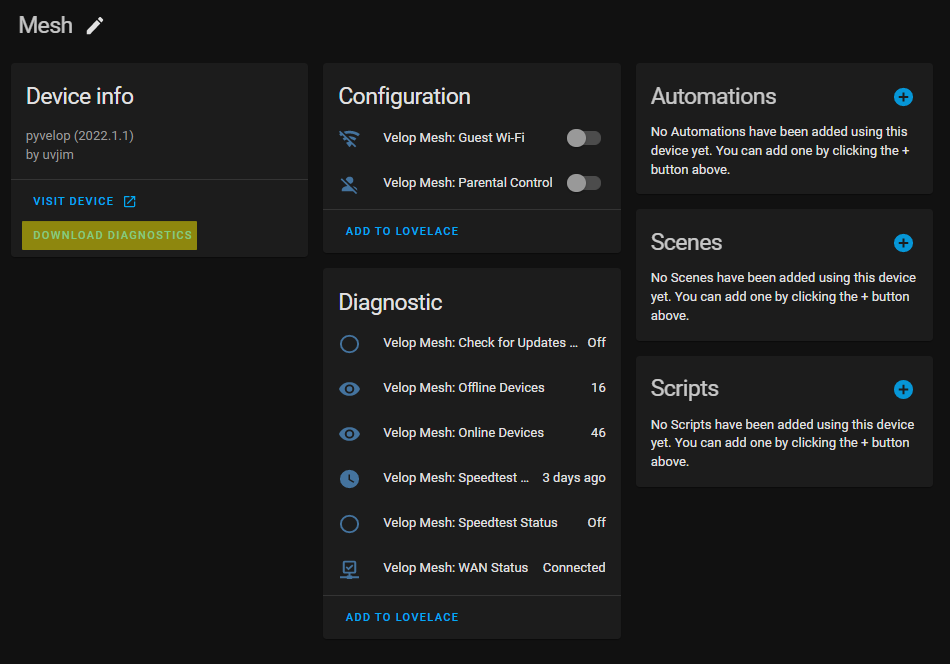 Mesh
Device info
pyvelop (2022.1.1)
by uvjim
VISIT DEVICE
DOWNLOAD DIAGNOSTICS
Configuration
Velop Mesh: Guest Wi-Fi
Velop Mesh: Parental Control
ADD TO LOVELACE
Diagnostic
Velop Mesh: Check for Updates ... Off
Velop Mesh: Offline Devices 16
Velop Mesh: Online Devices 46
Velop Mesh: Speedtest ... 3 days ago
Velop Mesh: Speedtest Status Off
Velop Mesh: WAN Status Connected
ADD TO LOVELACE
Automations
No Automations have been added using this
device yet. You can add one by clicking the +
button above.
Scenes
No Scenes have been added using this device
yet. You can add one by clicking the + button
above.
Scripts
No Scripts have been added using this device
yet. You can add one by clicking the + button
above.